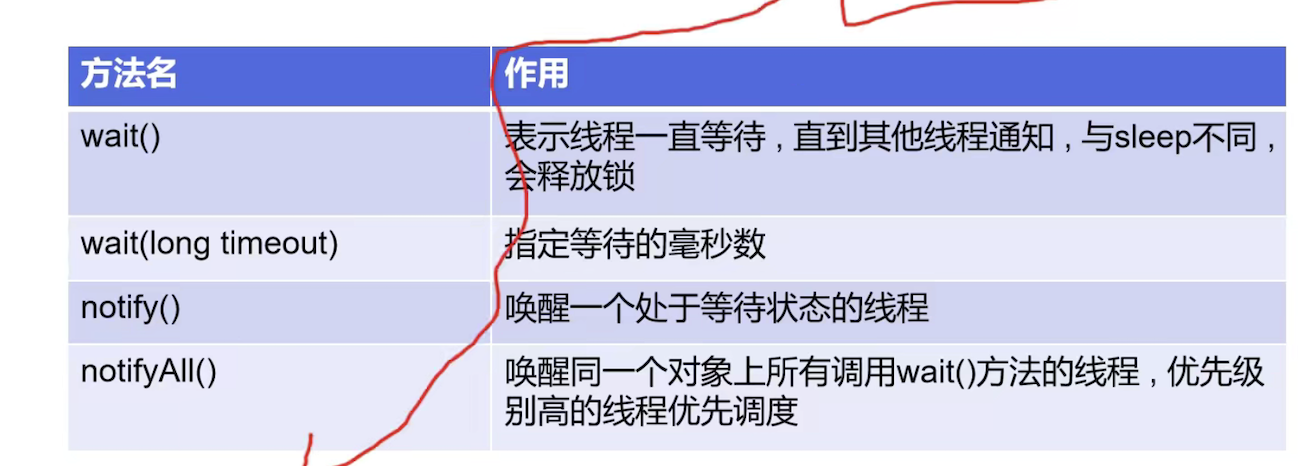 方法名
作用
wait()
表示线程一直等待，直到其他线程通知，与sleep不同，
会释放锁
wait(long timeout)
指定等待的毫秒数
notify()
唤醒一个处于等待状态的线程
notifyAll()
唤醒同一个对象上所有调用wait()方法的线程，优先级
别高的线程优先调度